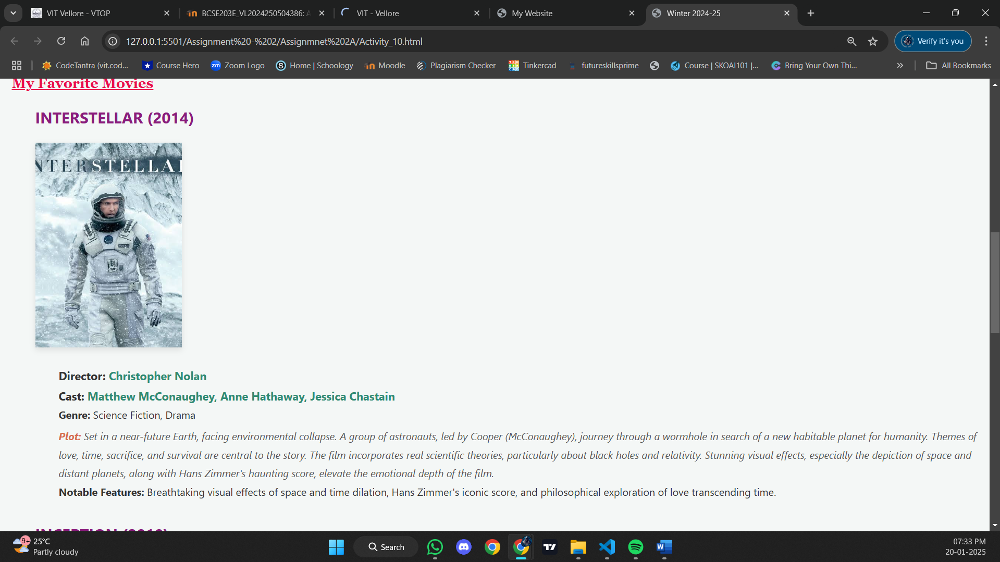 VIT Vellore - VTOP
BCSE203E_VL2024250504386: A
VIT - Vellore
My Website
Winter 2024-25
127.0.0.1:5501/Assignment%20-%202/Assignmnet%202A/Activity_10.html
Verify it's you
CodeTantra (vit.cod...
Course Hero
zm Zoom Logo
S Home | Schoology
Moodle
Plagiarism Checker
Tinkercad
futureskillsprime
Course | SKOAI101 |...
Bring Your Own Thi...
All Bookmarks
My Favorite Movies
INTERSTELLAR (2014)
NTERSTELLAR
Director: Christopher Nolan
Cast: Matthew McConaughey, Anne Hathaway, Jessica Chastain
Genre: Science Fiction, Drama
Plot: Set in a near-future Earth, facing environmental collapse. A group of astronauts, led by Cooper (McConaughey), journey through a wormhole in search of a new habitable planet for humanity. Themes of
love, time, sacrifice, and survival are central to the story. The film incorporates real scientific theories, particularly about black holes and relativity. Stunning visual effects, especially the depiction of space and
distant planets, along with Hans Zimmer's haunting score, elevate the emotional depth of the film.
Notable Features: Breathtaking visual effects of space and time dilation, Hans Zimmer's iconic score, and philosophical exploration of love transcending time.
INCEPTION (2010)
9+
25°C
Partly cloudy
Search
07:33 PM
20-01-2025